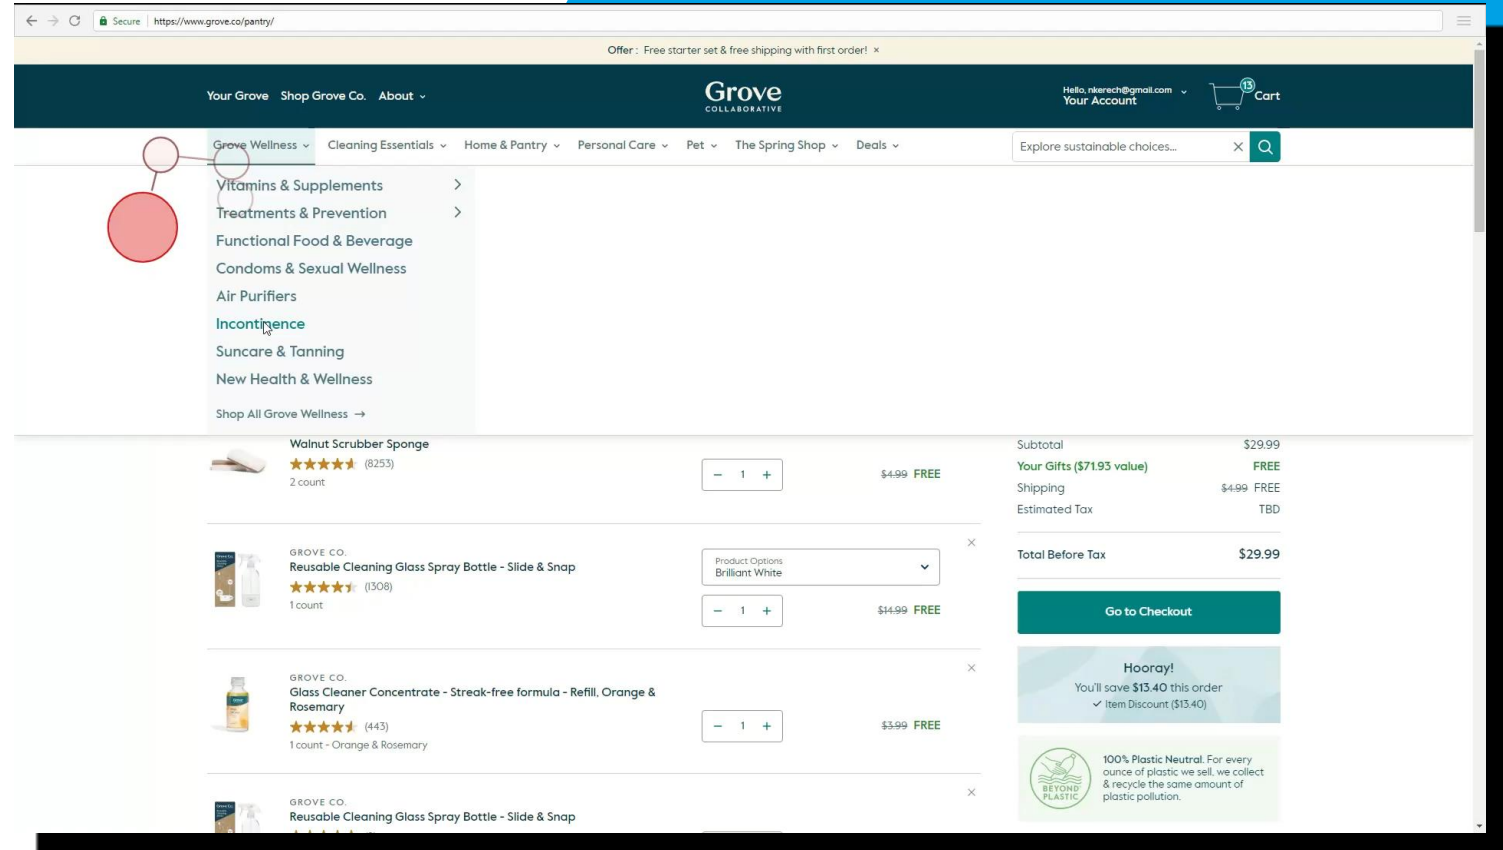 Secure https://www.grove.co/pantry/
Offer : Free starter set & free shipping with first order! ×
Your Grove Shop Grove Co. About
Grove
COLLABORATIVE
Hello, nkerech@gmail.com
Your Account
13
Cart
Grove Wellness Cleaning Essentials Home & Pantry Personal Care Pet The Spring Shop Deals
Explore sustainable choices...
Vitamins & Supplements
Treatments & Prevention
Functional Food & Beverage
Condoms & Sexual Wellness
Air Purifiers
Incontinence
Suncare & Tanning
New Health & Wellness
Shop All Grove Wellness →
Walnut Scrubber Sponge
(8253)
2 count
− 1 +
$4.99 FREE
GROVE CO.
Reusable Cleaning Glass Spray Bottle - Slide & Snap
(1308)
1 count
Product Options
Brilliant White
− 1 +
$14.99 FREE
GROVE CO.
Glass Cleaner Concentrate - Streak-free formula - Refill, Orange &
Rosemary
(443)
1 count - Orange & Rosemary
− 1 +
$3.99 FREE
GROVE CO.
Reusable Cleaning Glass Spray Bottle - Slide & Snap
Subtotal $29.99
Your Gifts ($71.93 value) FREE
Shipping $4.99 FREE
Estimated Tax TBD
Total Before Tax $29.99
Go to Checkout
Hooray!
You'll save $13.40 this order
✓ Item Discount ($13.40)
BEYOND
PLASTIC
100% Plastic Neutral. For every
ounce of plastic we sell, we collect
& recycle the same amount of
plastic pollution.